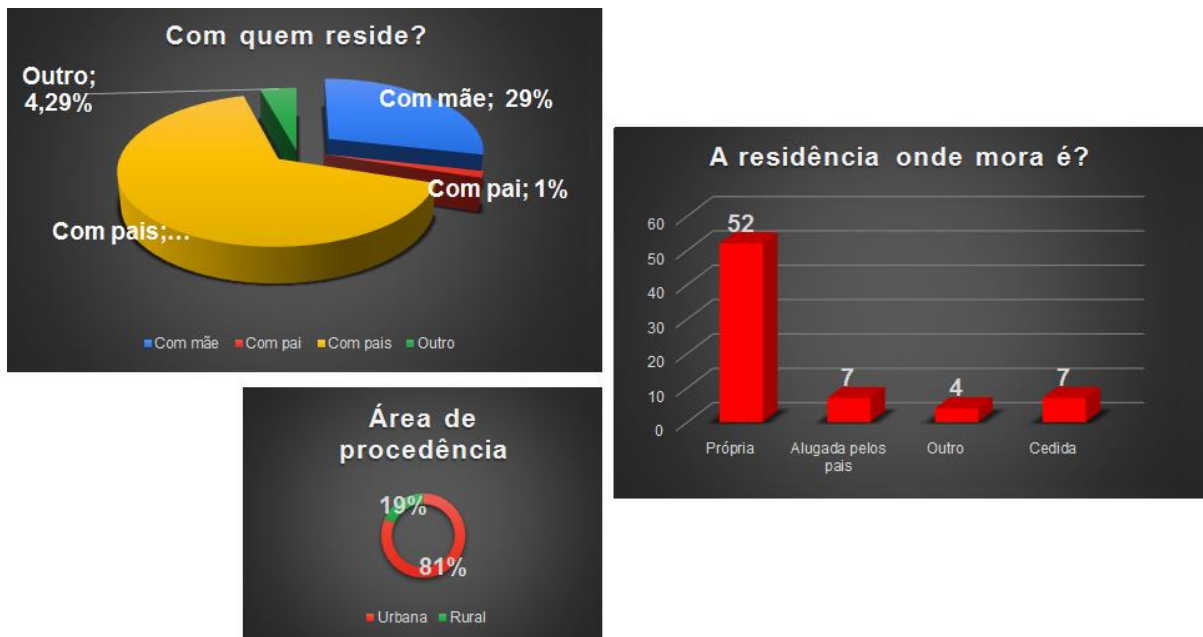 Com quem reside?
Outro;
4,29%
Com mãe; 29%
Com pai; 1%
Com pais;...
Com mãe Com pai Com pais Outro
A residência onde mora é?
60
50
40
30
20
10
0
52
7
4
7
Própria
Alugada pelos
pais
Outro
Cedida
Área de
procedência
19%
81%
Urbana Rural